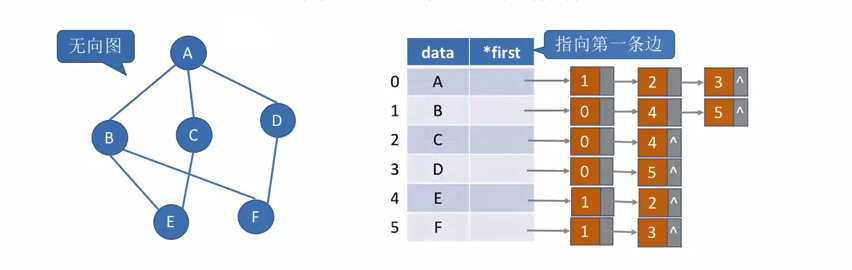 无向图
A
B
C
D
E
F
指向第一条边
data *first
0 A 1 2 3 ^
1 B 0 4 5 ^
2 C 0 4 ^
3 D 0 5 ^
4 E 1 2 ^
5 F 1 3 ^